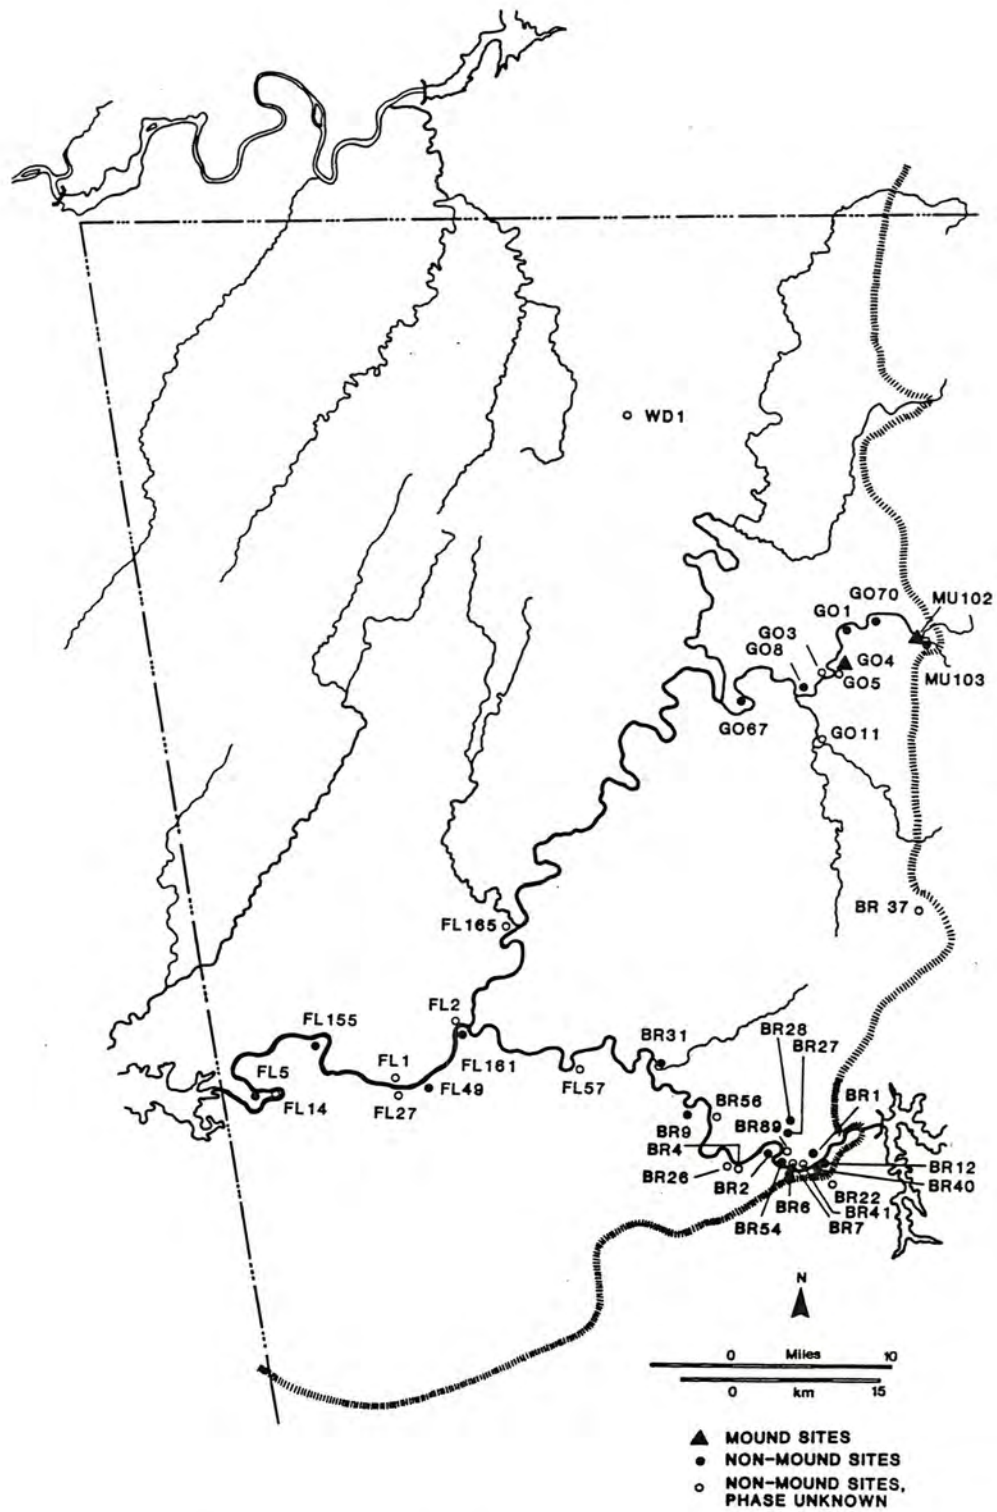 WD1
GO70
MU102
GO1
GO3
GO8
GO4
GO5
MU103
GO67
GO11
BR 37
FL165
FL2
FL155
BR31
BR28
BR27
FL5
FL1
FL161
FL14
FL49
FL57
FL27
BR56
BR1
BR89
BR9
BR4
BR12
BR26
BR2
BR40
BR22
BR54
BR6
BR41
BR7
N
0 Miles 10
0 km 15
MOUND SITES
NON-MOUND SITES
NON-MOUND SITES,
PHASE UNKNOWN